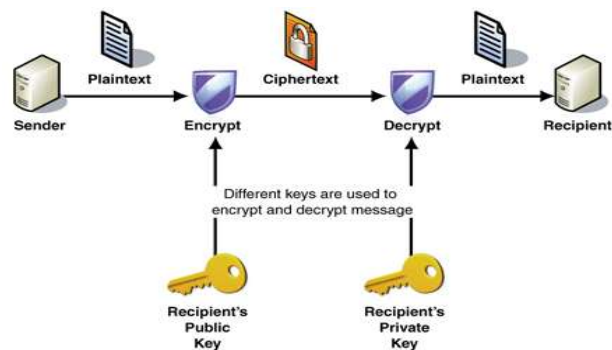 Plaintext
Ciphertext
Plaintext
Sender
Encrypt
Decrypt
Recipient
Different keys are used to
encrypt and decrypt message
Recipient's
Public
Key
Recipient's
Private
Key